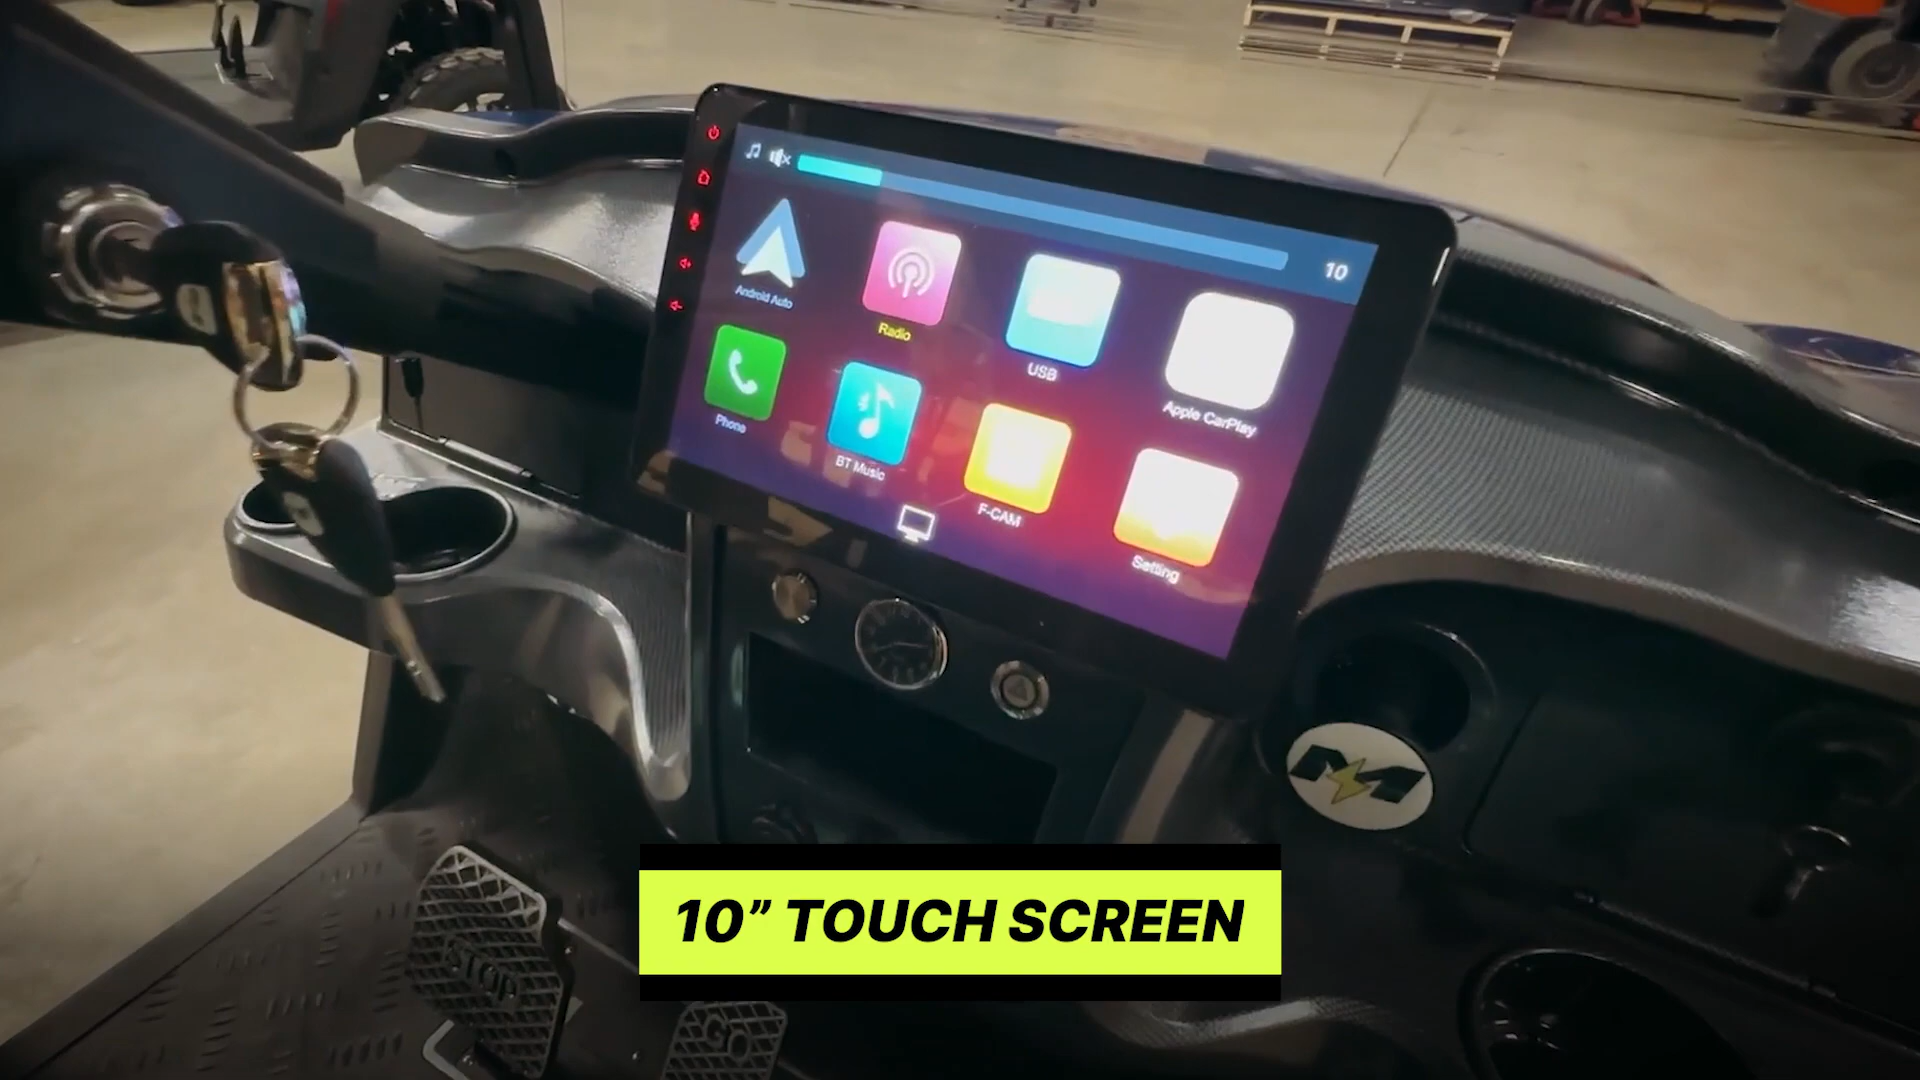 10
Android Auto
Radio
USB
Apple CarPlay
Phone
BT Music
F-CAM
Setting
10” TOUCH SCREEN
STOP
GO